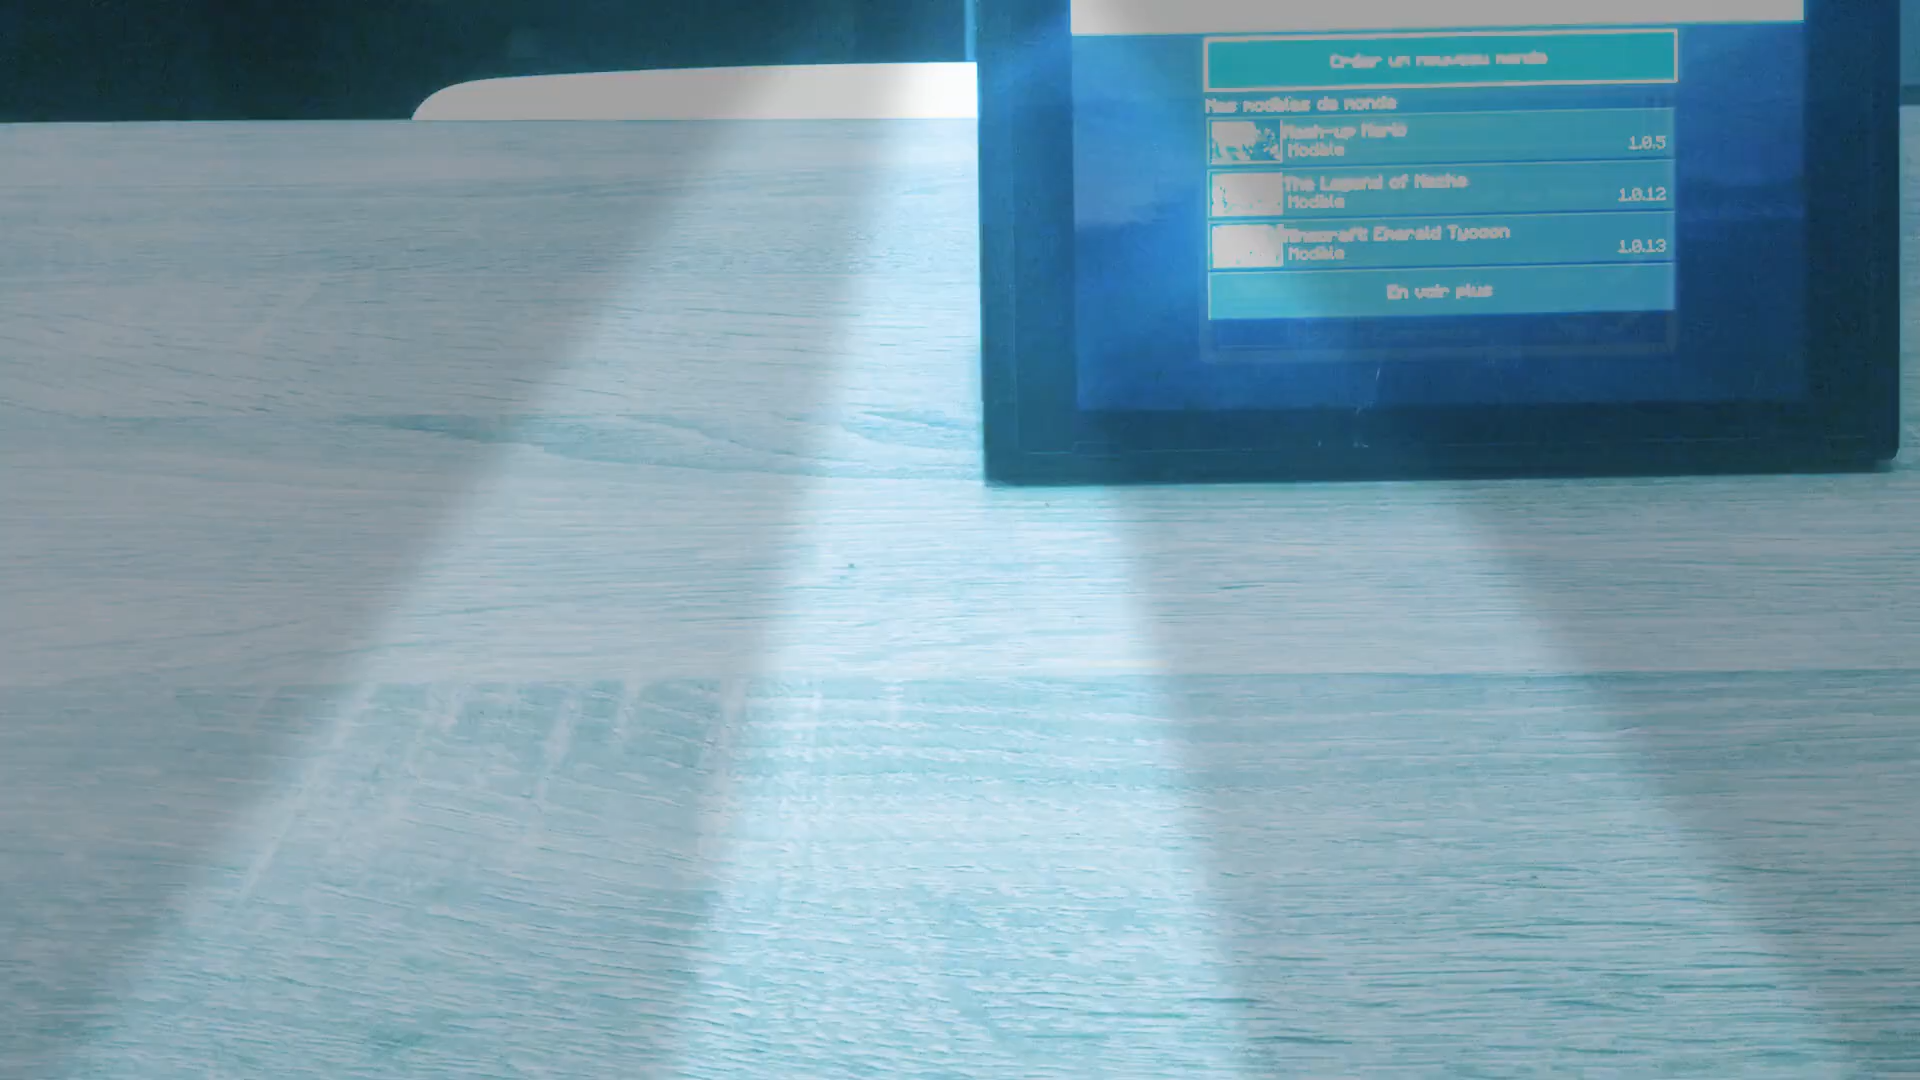 Créer un nouveau monde
Mes modèles de monde
Mash-up Mario
Modèle
1.0.5
The Legend of
Modèle
1.0.12
Minecraft Emerald Tycoon
Modèle
1.0.13
En voir plus